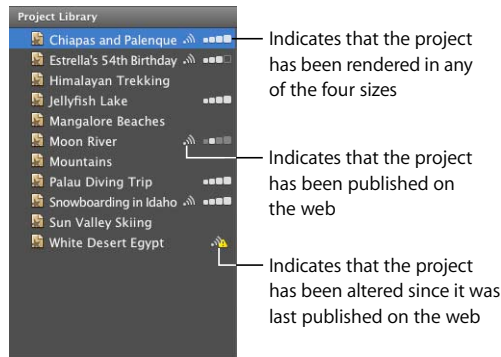 Project Library
Chiapas and Palenque
Estrella's 54th Birthday
Himalayan Trekking
Jellyfish Lake
Mangalore Beaches
Moon River
Mountains
Palau Diving Trip
Snowboarding in Idaho
Sun Valley Skiing
White Desert Egypt
Indicates that the project
has been rendered in any
of the four sizes
Indicates that the project
has been published on
the web
Indicates that the project
has been altered since it was
last published on the web